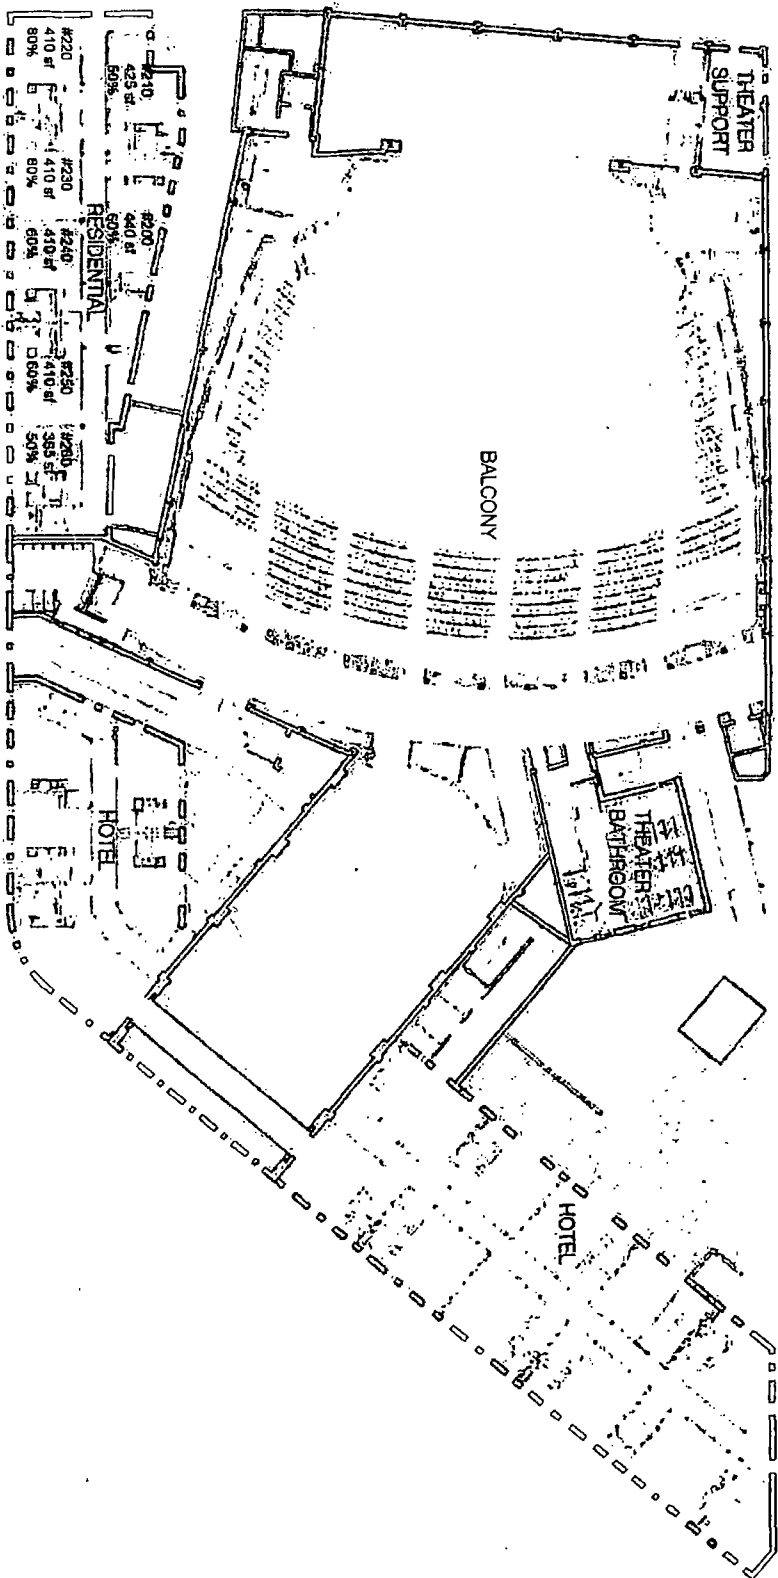 THEATER
SUPPORT
THEATER
BATHROOM
HOTEL
BALCONY
#210
425 sf
60%
#200
440 sf
60%
RESIDENTIAL
HOTEL
#220
410 sf
80%
#230
410 sf
80%
#240
410 sf
60%
#250
410 sf
60%
#260
385 sf
50%